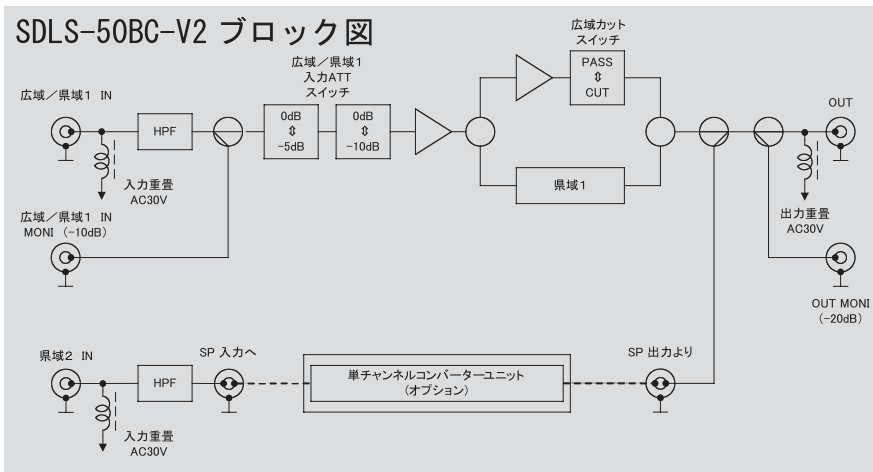 SDLS-50BC-V2 ブロック図
広域カット
スイッチ
広域／県域1
入力ATT
スイッチ
PASS
⇕
CUT
広域／県域1 IN
OUT
HPF
0dB
⇕
-5dB
0dB
⇕
-10dB
県域1
入力重畳
AC30V
出力重畳
AC30V
広域／県域1 IN
MONI （-10dB）
OUT MONI
（-20dB）
県域2 IN
SP 入力へ
SP 出力より
HPF
単チャンネルコンバーターユニット
（オプション）
入力重畳
AC30V